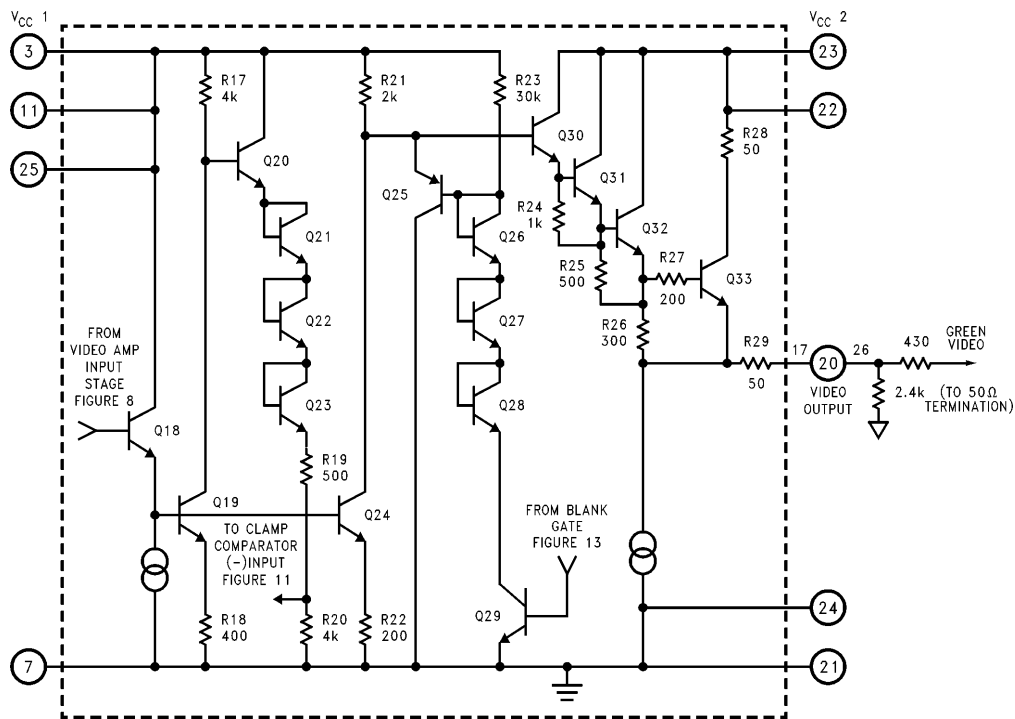 VCC 1
VCC 2
3
23
R17
4k
R21
2k
R23
30k
11
22
R28
50
Q20
Q30
25
Q25
Q31
Q21
Q26
R24
1k
Q32
R27
200
Q33
R25
500
Q22
Q27
R26
300
FROM
VIDEO AMP
INPUT
STAGE
FIGURE 8
R29
50
17
20
26
430
GREEN
VIDEO
VIDEO
OUTPUT
2.4k
(TO 50Ω
TERMINATION)
Q23
Q28
Q18
R19
500
Q19
Q24
TO CLAMP
COMPARATOR
(-)INPUT
FIGURE 11
FROM BLANK
GATE
FIGURE 13
R18
400
R20
4k
R22
200
Q29
24
7
21